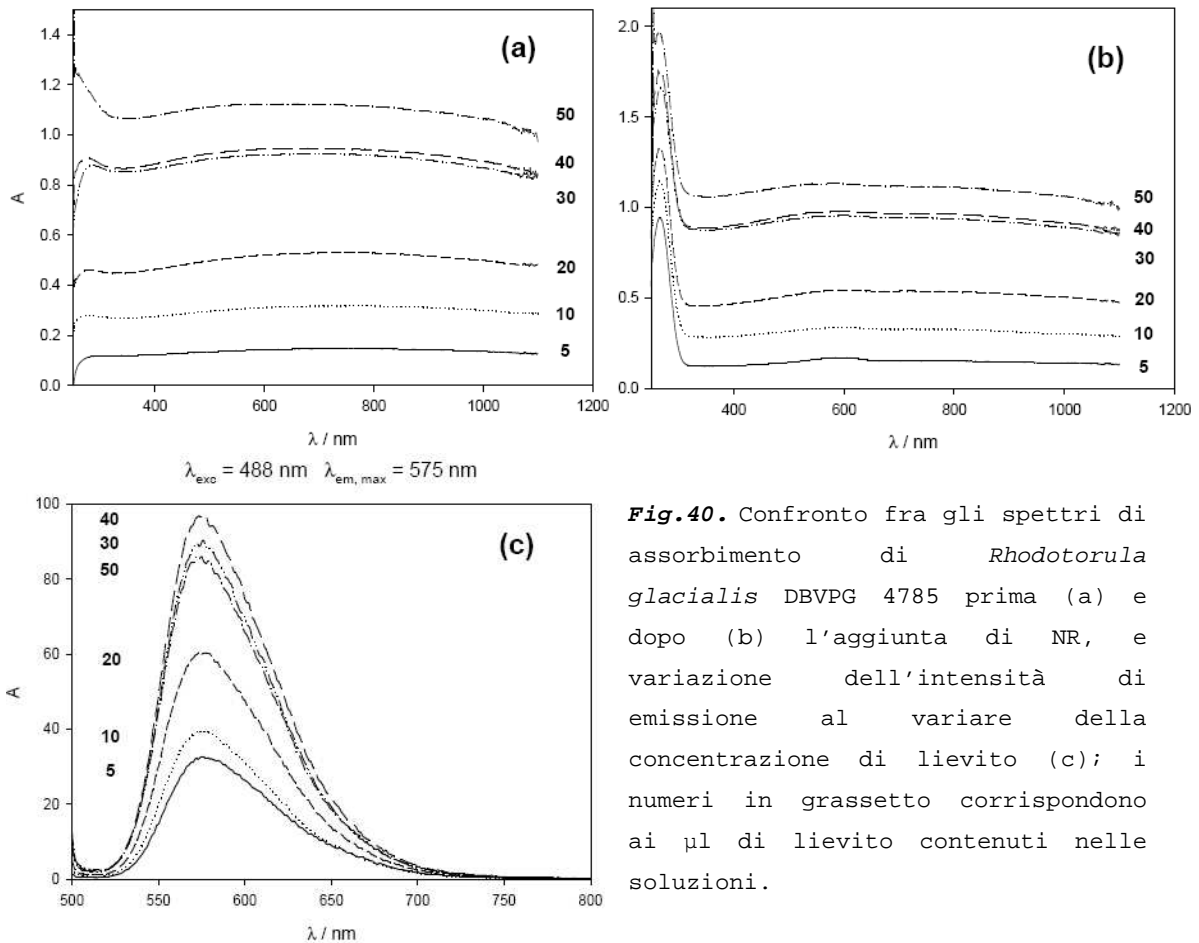 (a)
1.4
1.2
1.0
0.8
0.6
0.4
0.2
0.0
A
50
40
30
20
10
5
400 600 800 1000 1200
λ / nm
(b)
2.0
1.5
1.0
0.5
0.0
50
40
30
20
10
5
400 600 800 1000 1200
λ / nm
λexc = 488 nm λem, max = 575 nm
(c)
100
80
60
40
20
0
A
40
30
50
20
10
5
500 550 600 650 700 750 800
λ / nm
Fig.40. Confronto fra gli spettri di
assorbimento di Rhodotorula
glacialis DBVPG 4785 prima (a) e
dopo (b) l'aggiunta di NR, e
variazione dell'intensità di
emissione al variare della
concentrazione di lievito (c); i
numeri in grassetto corrispondono
ai µl di lievito contenuti nelle
soluzioni.